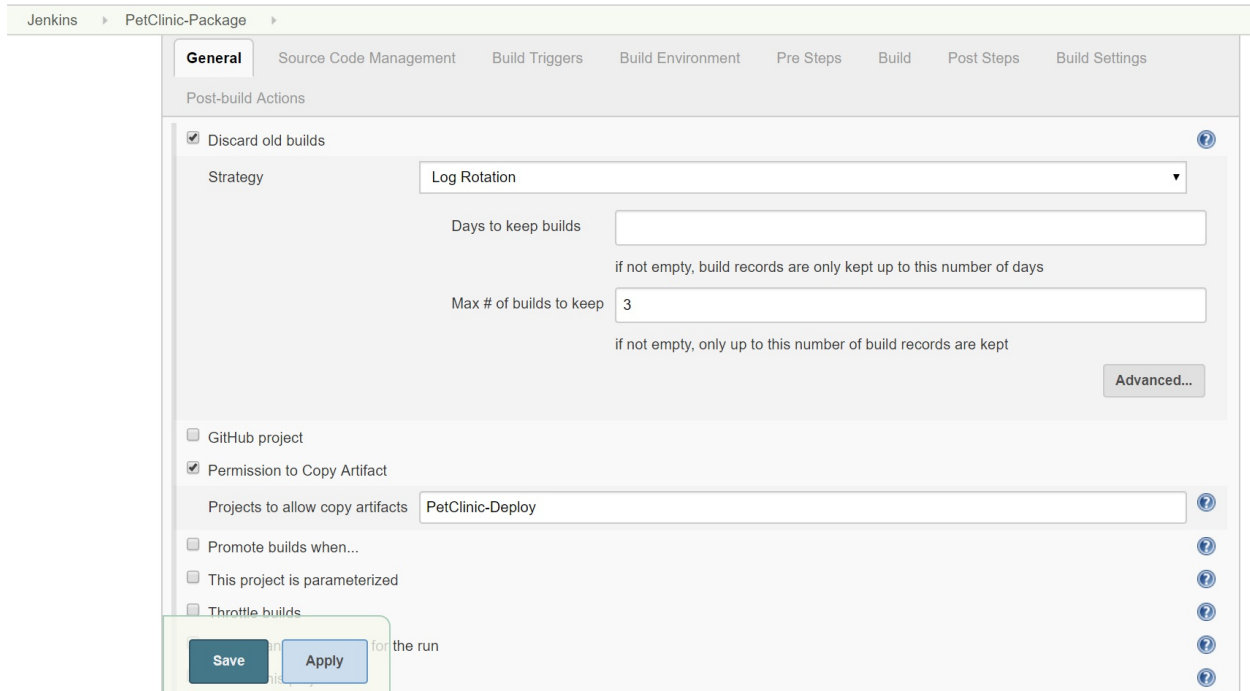 Jenkins PetClinic-Package
General Source Code Management Build Triggers Build Environment Pre Steps Build Post Steps Build Settings
Post-build Actions
Discard old builds
Strategy Log Rotation
Days to keep builds
if not empty, build records are only kept up to this number of days
Max # of builds to keep 3
if not empty, only up to this number of build records are kept
Advanced...
GitHub project
Permission to Copy Artifact
Projects to allow copy artifacts PetClinic-Deploy
Promote builds when...
This project is parameterized
Throttle builds
for the run
Save Apply